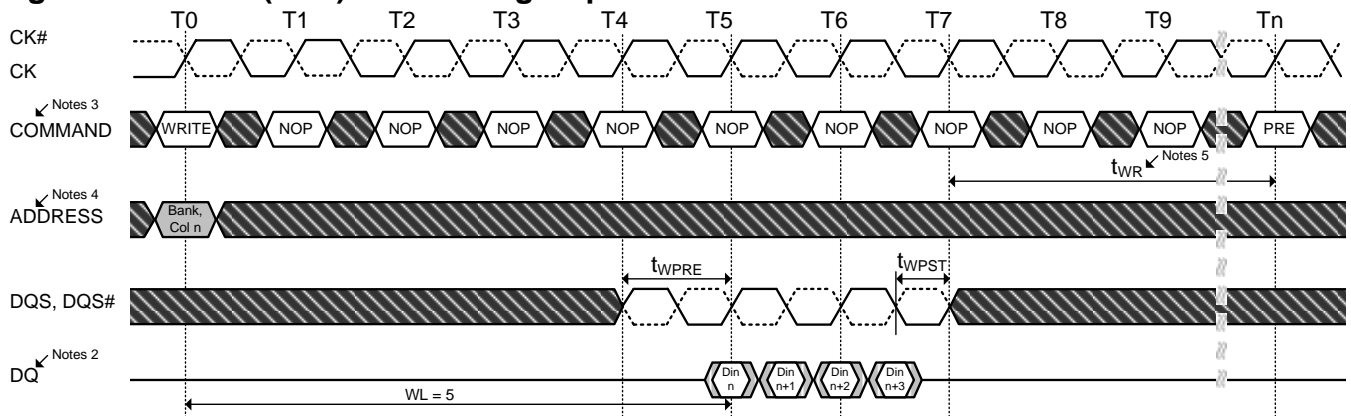 T0 T1 T2 T3 T4 T5 T6 T7 T8 T9 Tn
CK#
CK
Notes 3
COMMAND
WRITE NOP NOP NOP NOP NOP NOP NOP NOP NOP PRE
tWR Notes 5
Notes 4
ADDRESS
Bank,
Col n
tWPRE tWPST
DQS, DQS#
Notes 2
DQ
Din Din Din Din
n n+1 n+2 n+3
WL = 5